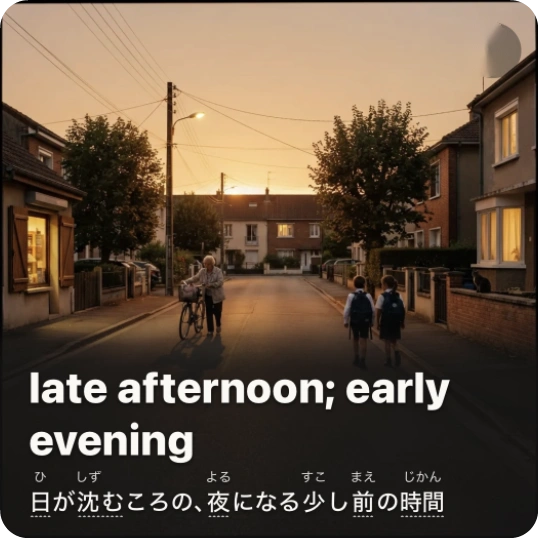 late afternoon; early
evening
ひ しず よる すこ まえ じかん
日が沈むころの、夜になる少し前の時間